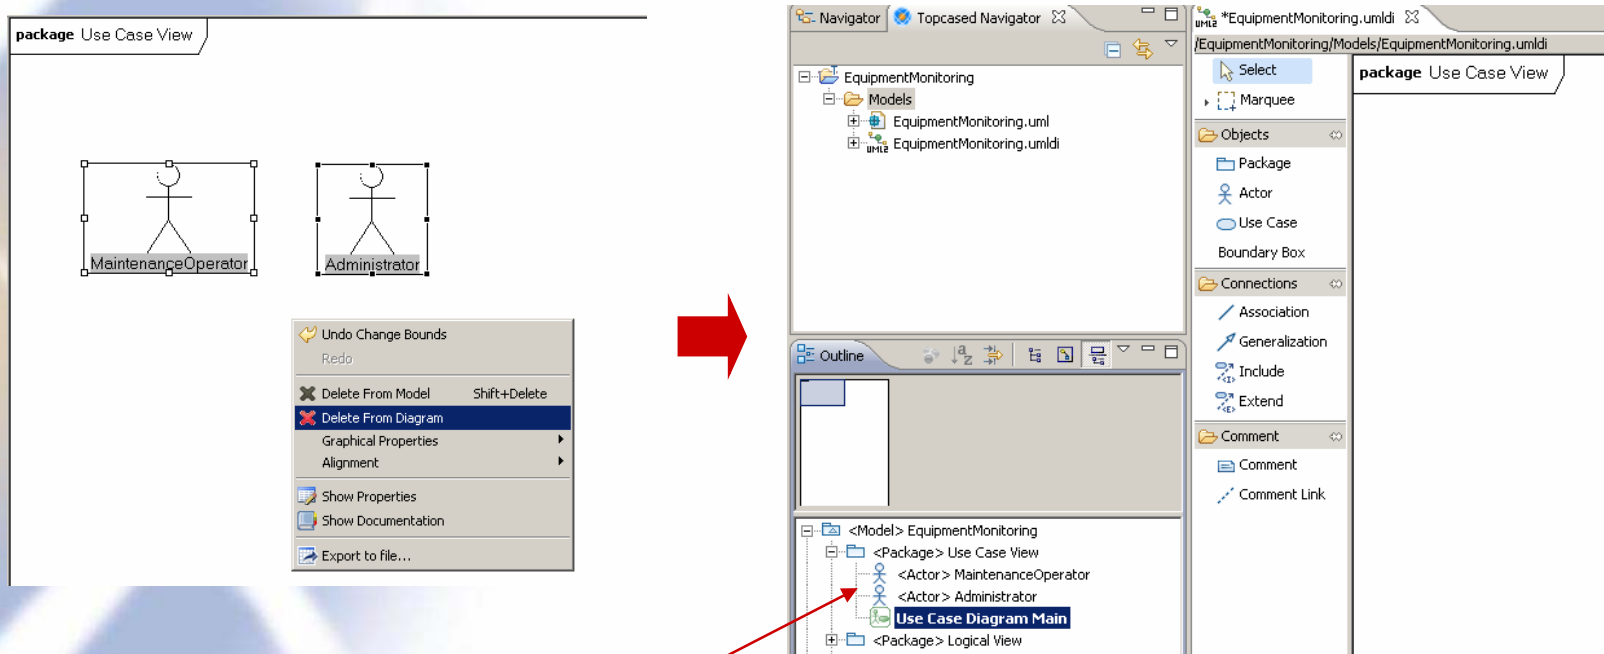 package Use Case View
MaintenanceOperator
Administrator
Undo Change Bounds
Redo
Delete From Model Shift+Delete
Delete From Diagram
Graphical Properties
Alignment
Show Properties
Show Documentation
Export to file...
Navigator Topcased Navigator
EquipmentMonitoring
Models
EquipmentMonitoring.uml
EquipmentMonitoring.umldi
Outline
<Model> EquipmentMonitoring
<Package> Use Case View
<Actor> MaintenanceOperator
<Actor> Administrator
Use Case Diagram Main
<Package> Logical View
*EquipmentMonitoring.umldi
/EquipmentMonitoring/Models/EquipmentMonitoring.umldi
Select
Marquee
Objects
Package
Actor
Use Case
Boundary Box
Connections
Association
Generalization
Include
Extend
Comment
Comment
Comment Link
package Use Case View